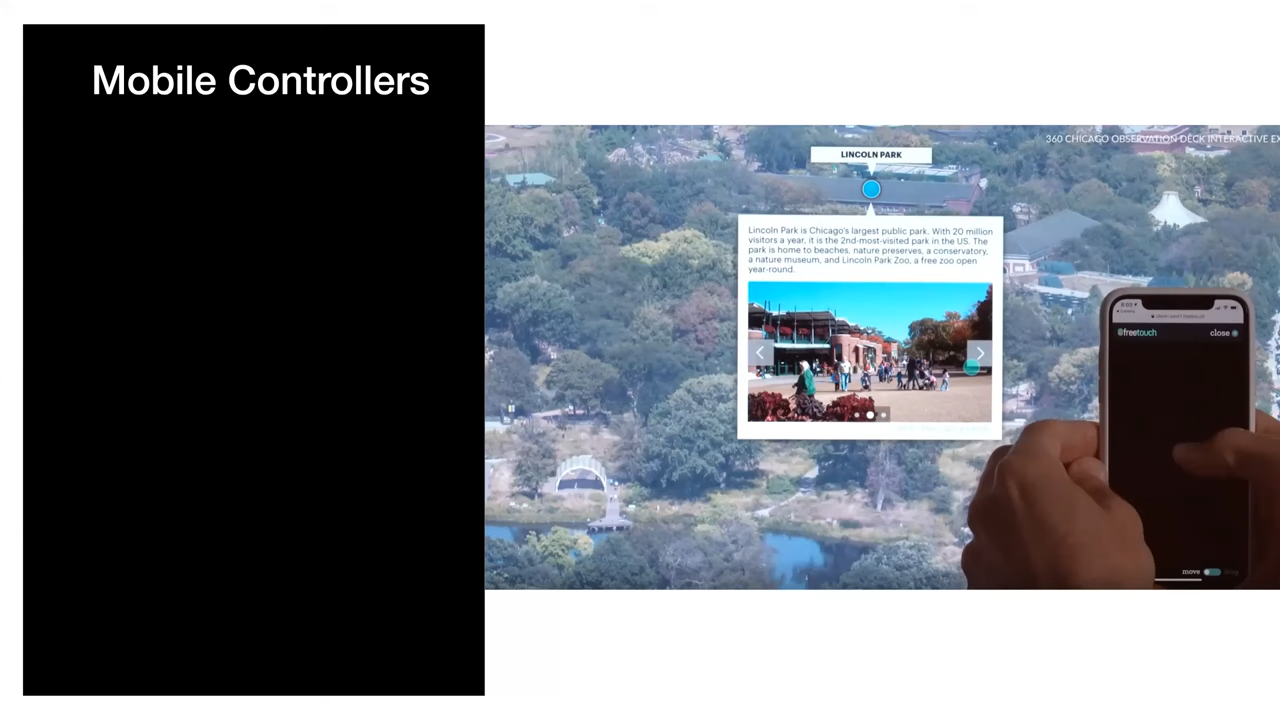 Mobile Controllers
360 CHICAGO OBSERVATION DECK INTERACTIVE EX
LINCOLN PARK
Lincoln Park is Chicago's largest public park. With 20 million
visitors a year, it is the 2nd-most-visited park in the US. The
park is home to beaches, nature preserves, a conservatory,
a nature museum, and Lincoln Park Zoo, a free zoo open
year-round.
freetouch
close
move